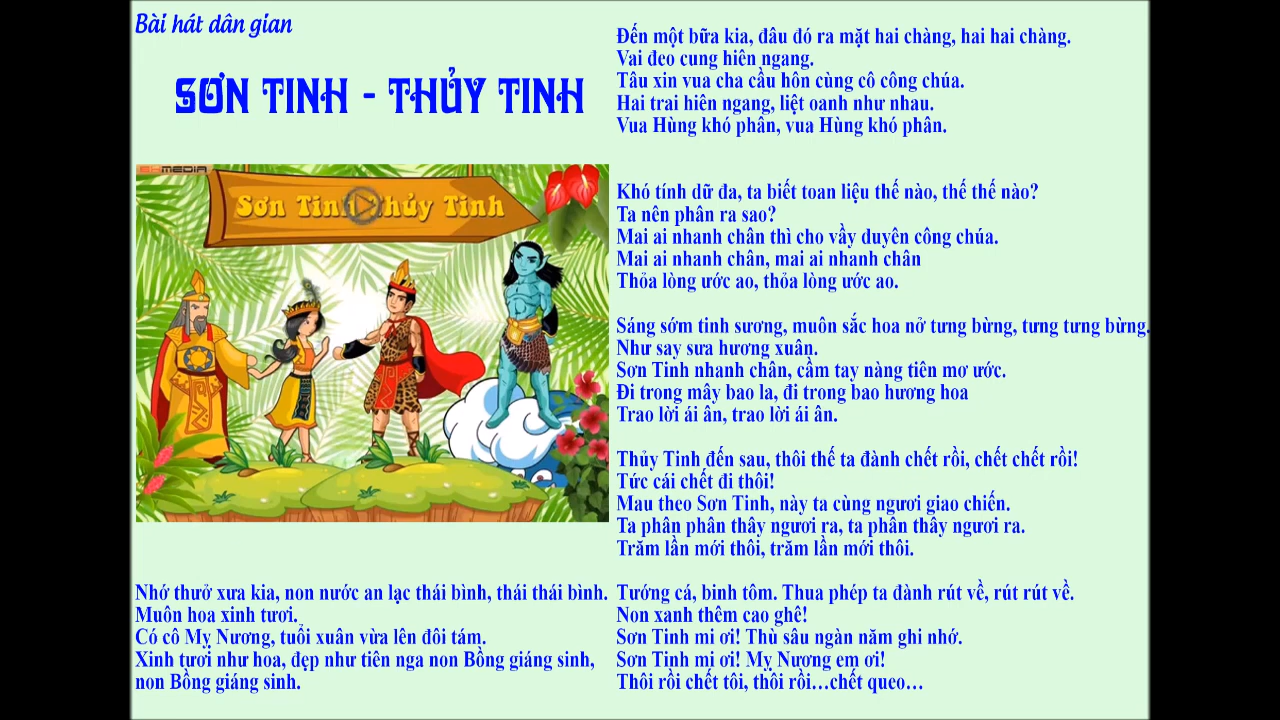 Bài hát dân gian
SƠN TINH - THỦY TINH
MEDIA
Sơn Tinh Thủy Tinh
Nhớ thưở xưa kia, non nước an lạc thái bình, thái thái bình.
Muôn hoa xinh tươi.
Có cô Mỵ Nương, tuổi xuân vừa lên đôi tám.
Xinh tươi như hoa, đẹp như tiên nga non Bồng giáng sinh,
non Bồng giáng sinh.
Đến một bữa kia, đâu đó ra mặt hai chàng, hai hai chàng.
Vai đeo cung hiên ngang.
Tâu xin vua cha cầu hôn cùng cô công chúa.
Hai trai hiên ngang, liệt oanh như nhau.
Vua Hùng khó phân, vua Hùng khó phân.
Khó tính dữ đa, ta biết toan liệu thế nào, thế thế nào?
Ta nên phân ra sao?
Mai ai nhanh chân thì cho vầy duyên công chúa.
Mai ai nhanh chân, mai ai nhanh chân
Thỏa lòng ước ao, thỏa lòng ước ao.
Sáng sớm tinh sương, muôn sắc hoa nở tưng bừng, tưng tưng bừng.
Như say sưa hương xuân.
Sơn Tinh nhanh chân, cầm tay nàng tiên mơ ước.
Đi trong mây bao la, đi trong bao hương hoa
Trao lời ái ân, trao lời ái ân.
Thủy Tinh đến sau, thôi thế ta đành chết rồi, chết chết rồi!
Tức cái chết đi thôi!
Mau theo Sơn Tinh, này ta cùng ngươi giao chiến.
Ta phân phân thây ngươi ra, ta phân thây ngươi ra.
Trăm lần mới thôi, trăm lần mới thôi.
Tướng cá, binh tôm. Thua phép ta đành rút về, rút rút về.
Non xanh thêm cao ghê!
Sơn Tinh mi ơi! Thù sâu ngàn năm ghi nhớ.
Sơn Tinh mi ơi! Mỵ Nương em ơi!
Thôi rồi chết tôi, thôi rồi...chết queo...